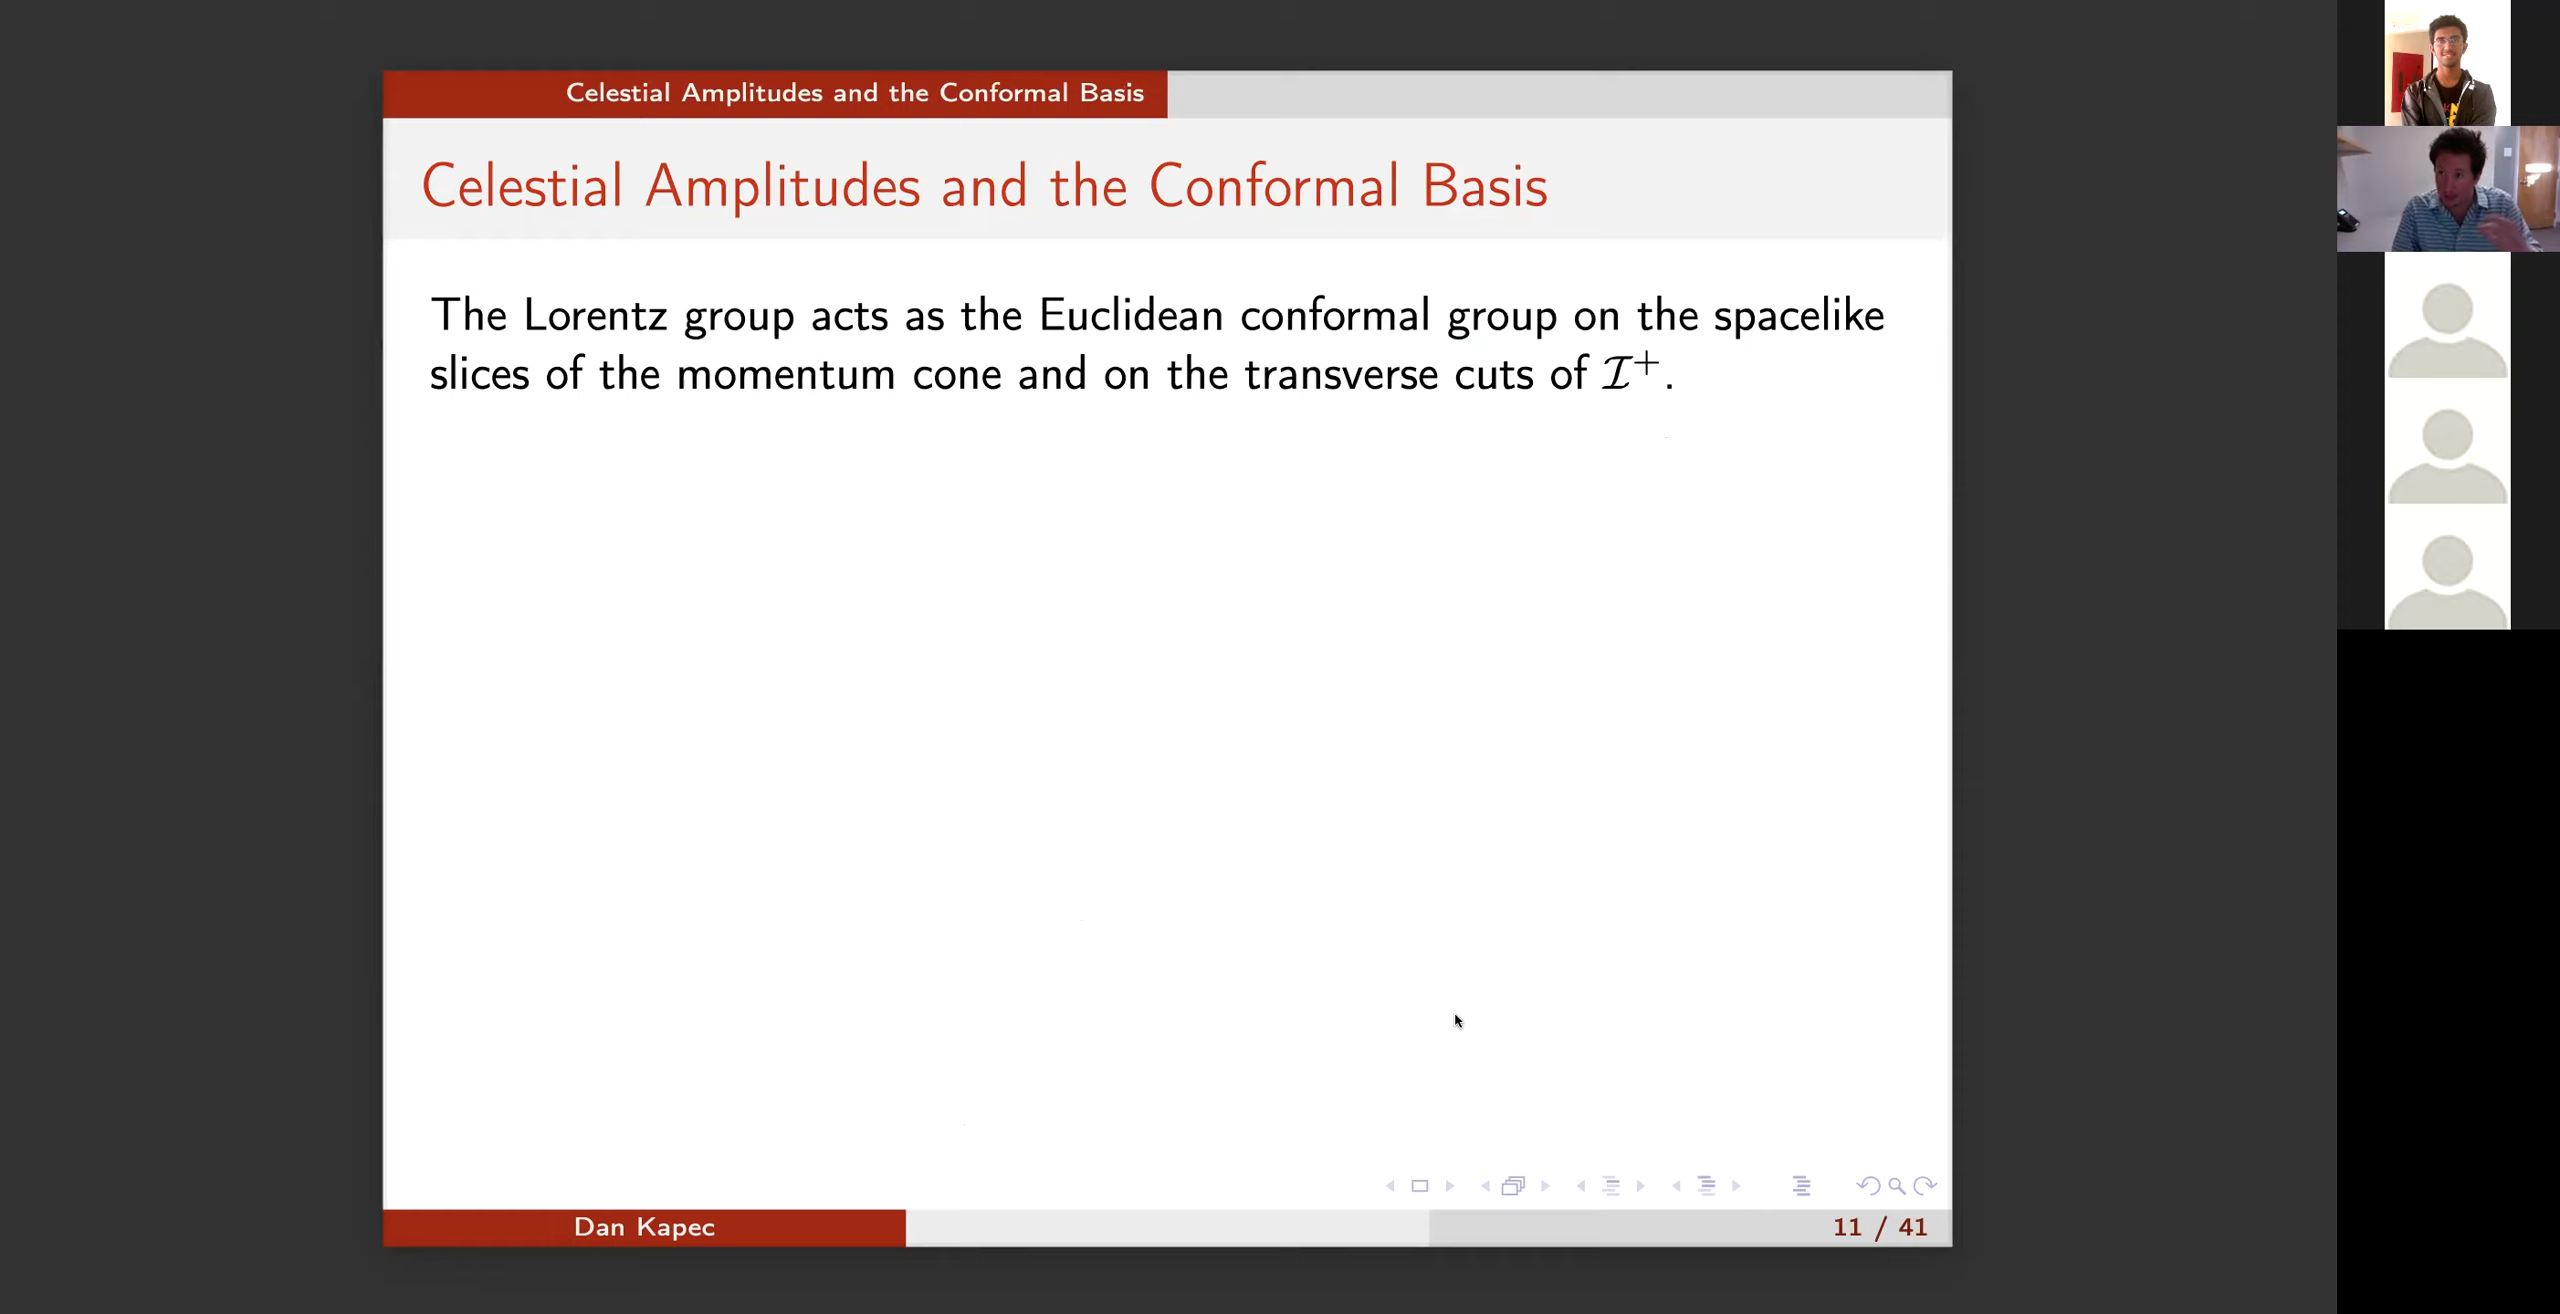 Celestial Amplitudes and the Conformal Basis
Celestial Amplitudes and the Conformal Basis
The Lorentz group acts as the Euclidean conformal group on the spacelike
slices of the momentum cone and on the transverse cuts of ℐ⁺.
Dan Kapec
11 / 41